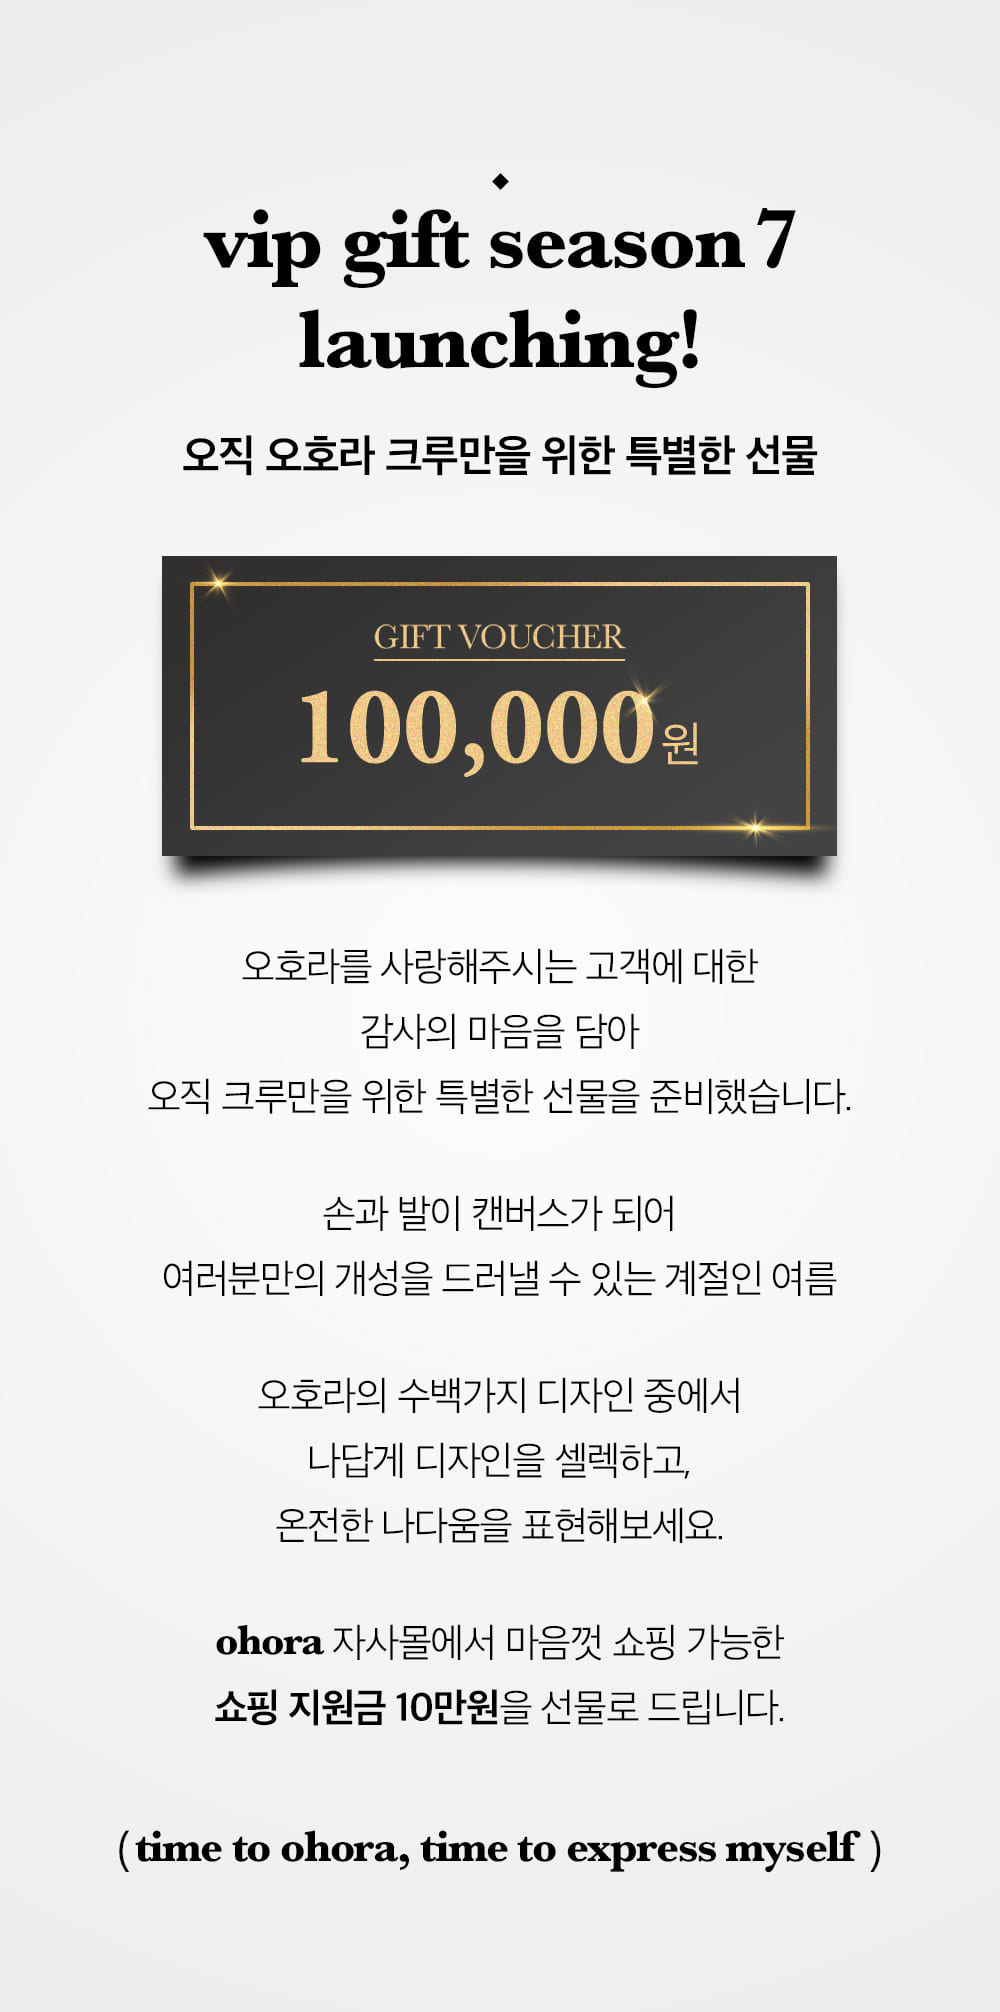 vip gift season 7
launching!
오직 오호라 크루만을 위한 특별한 선물
GIFT VOUCHER
100,000원
오호라를 사랑해주시는 고객에 대한
감사의 마음을 담아
오직 크루만을 위한 특별한 선물을 준비했습니다.
손과 발이 캔버스가 되어
여러분만의 개성을 드러낼 수 있는 계절인 여름
오호라의 수백가지 디자인 중에서
나답게 디자인을 셀렉하고,
온전한 나다움을 표현해보세요.
ohora 자사몰에서 마음껏 쇼핑 가능한
쇼핑 지원금 10만원을 선물로 드립니다.
( time to ohora, time to express myself )